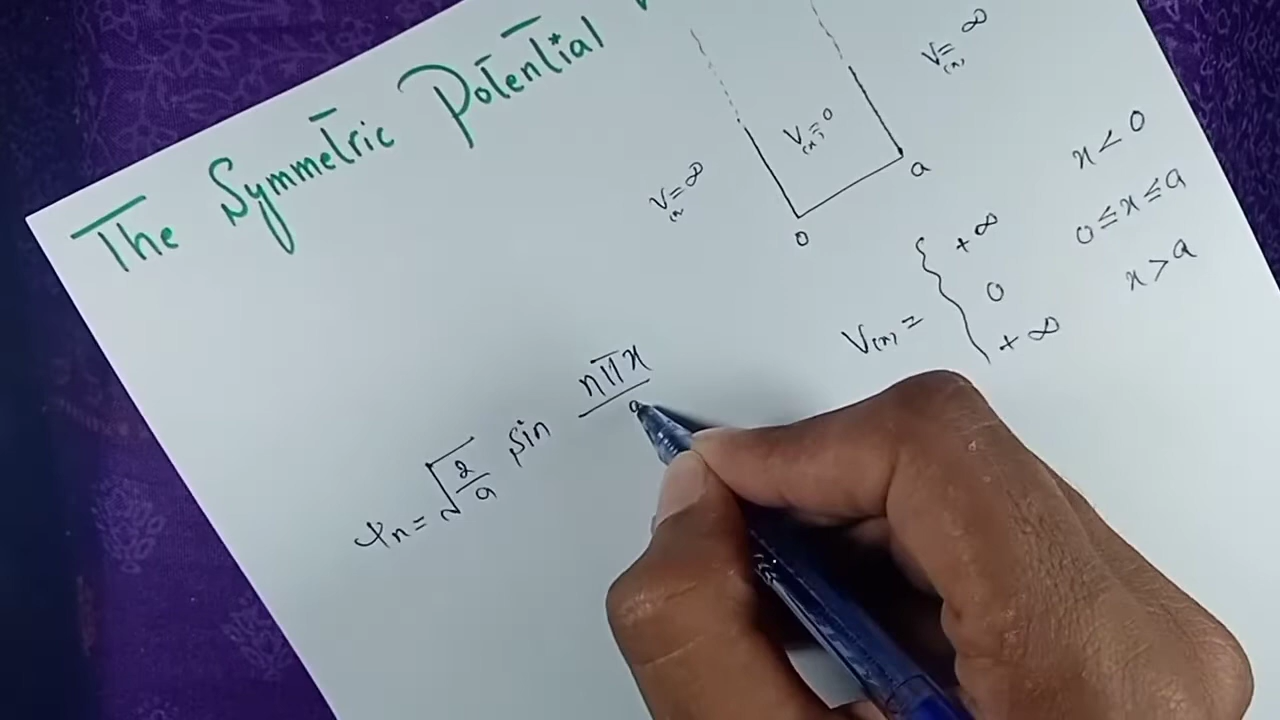 The Symmetric Potential
V(x)=∞
V(x)=0
V(x)=∞
0
a
V(x) = { +∞ x < 0
0 0 ≤ x ≤ a
+∞ x > a
ψn = √(2/a) sin nπx/a